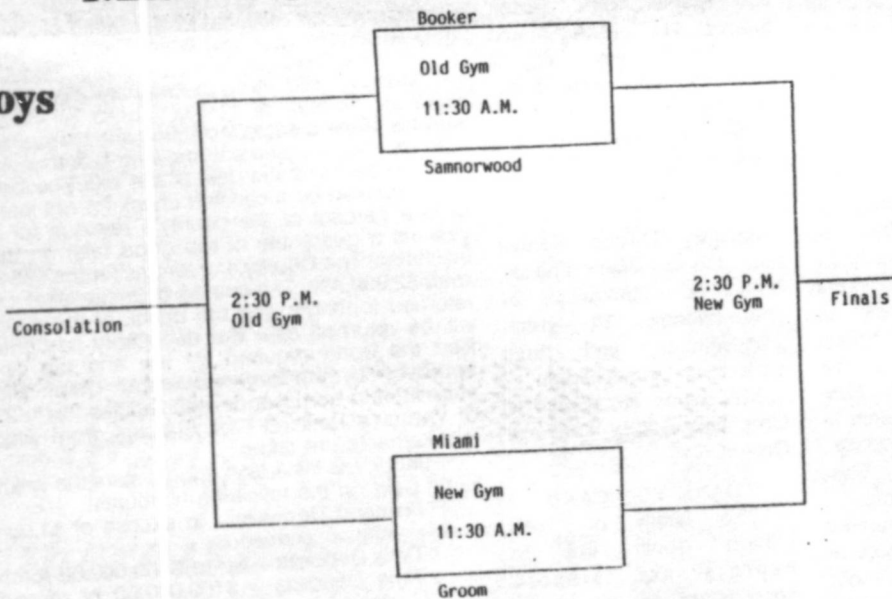 Booker
Old Gym
11:30 A.M.
oys
Samnorwood
2:30 P.M.
Old Gym
2:30 P.M.
New Gym
Consolation
Finals
Miami
New Gym
11:30 A.M.
Groom